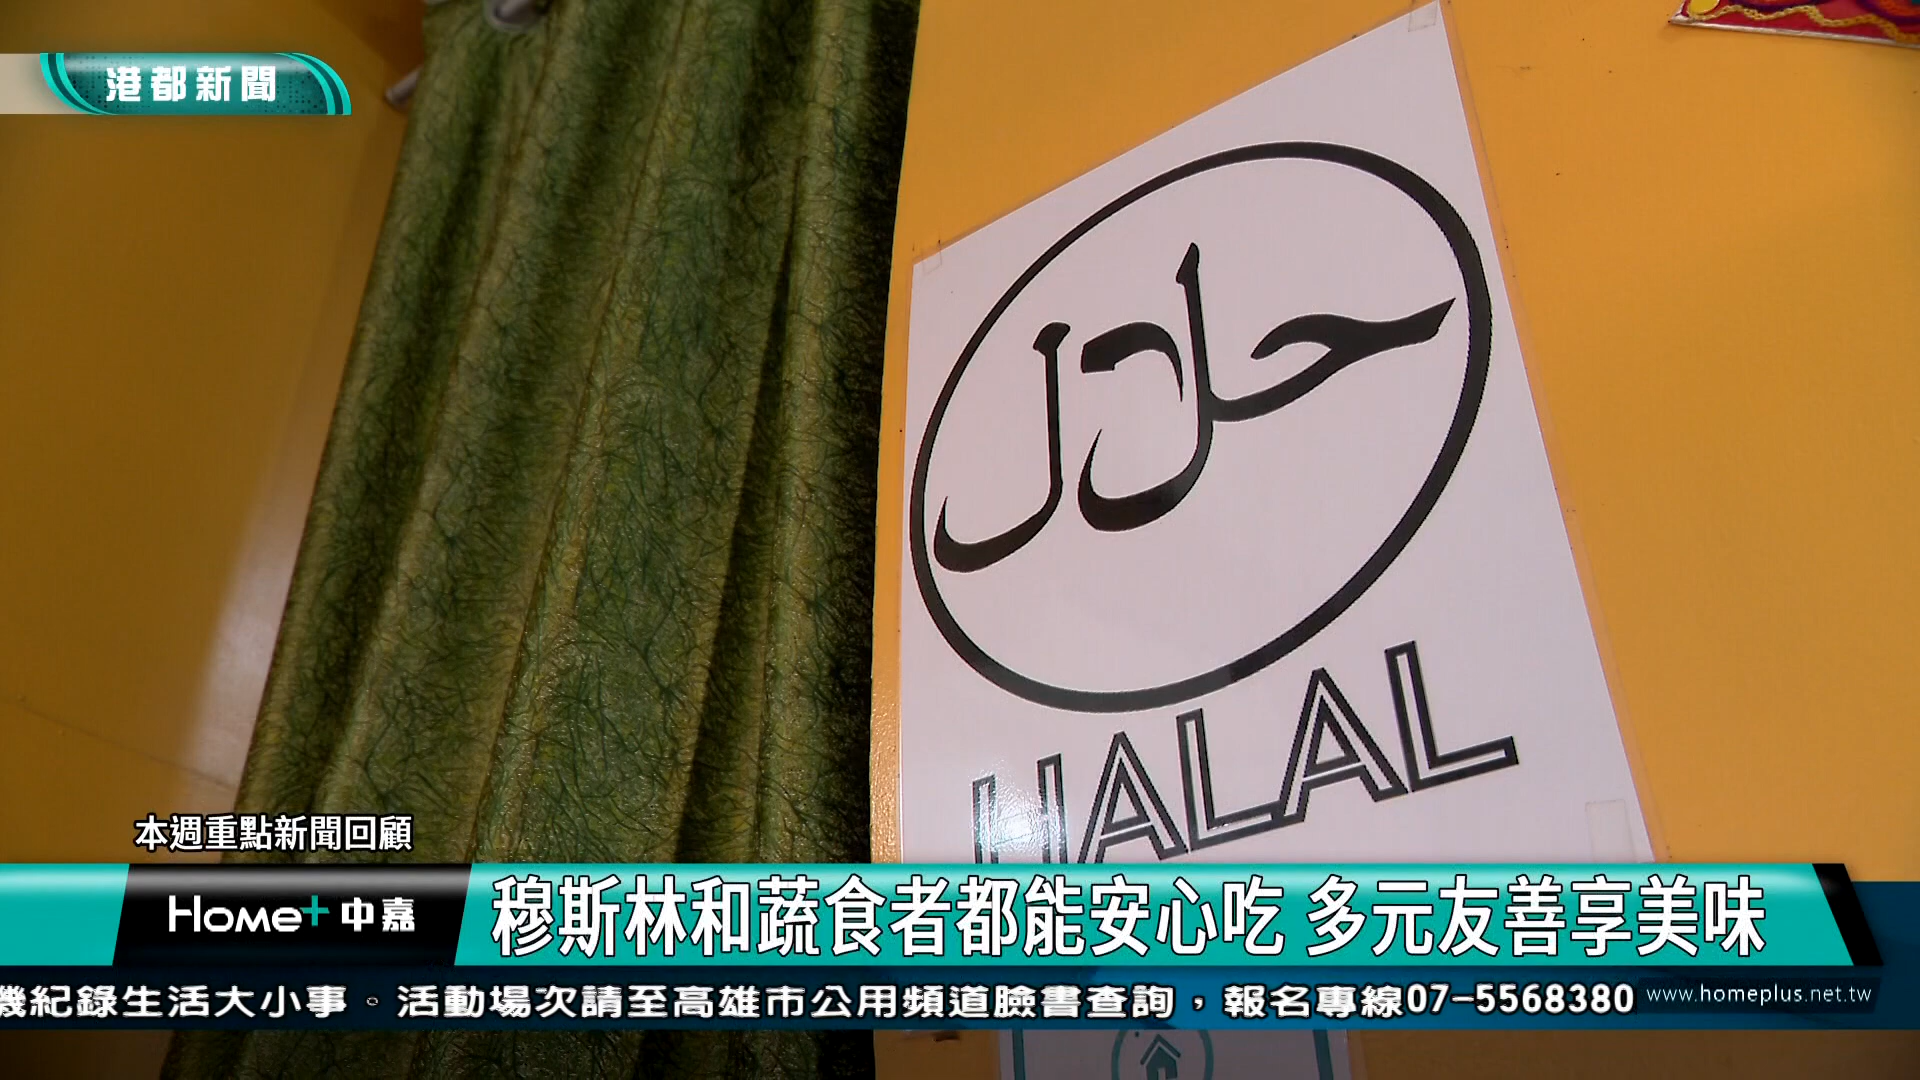 港都新聞
حلال
HALAL
本週重點新聞回顧
Home+中嘉
穆斯林和蔬食者都能安心吃 多元友善享美味
機紀錄生活大小事。活動場次請至高雄市公用頻道臉書查詢，報名專線07-5568380
www.homeplus.net.tw